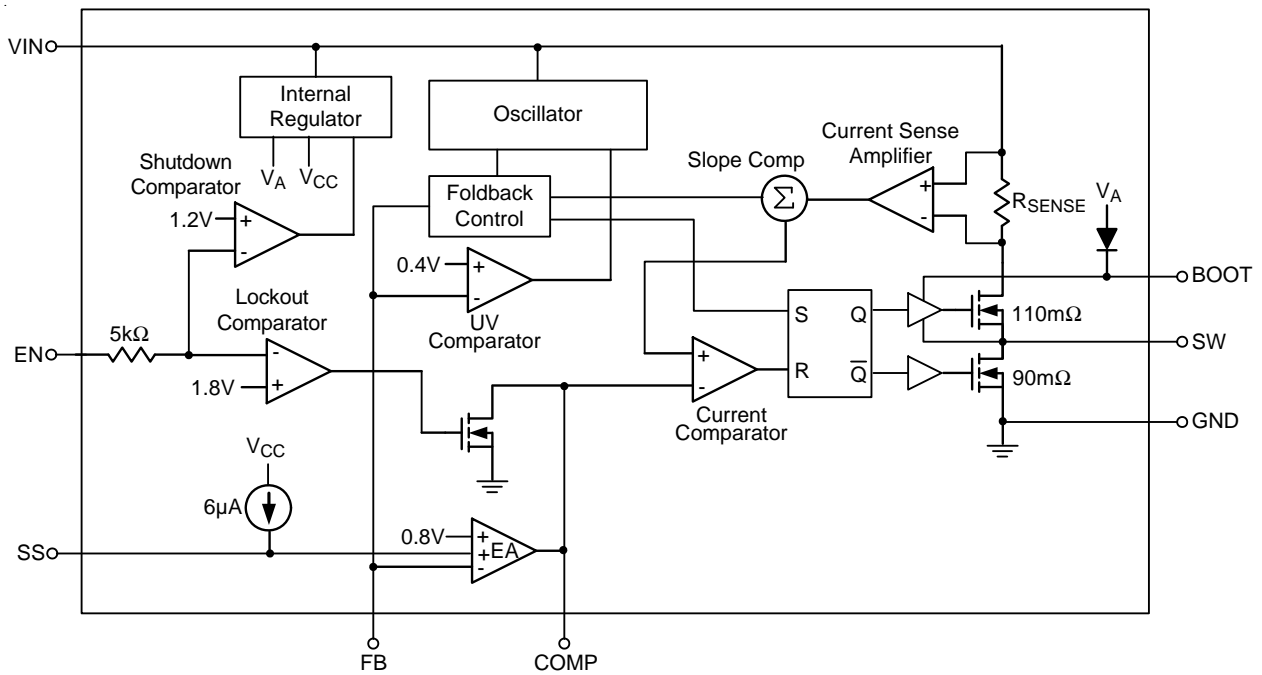 VIN
Internal
Regulator
Oscillator
Current Sense
Amplifier
Shutdown
Comparator
VA
VCC
Slope Comp
Foldback
Control
Σ
+
-
RSENSE
VA
1.2V
+
-
0.4V
+
-
BOOT
UV
Comparator
Lockout
Comparator
S
Q
110mΩ
EN
5kΩ
-
+
1.8V
SW
+
-
R
Q̅
90mΩ
Current
Comparator
GND
VCC
6µA
0.8V
+
+
-
EA
SS
FB
COMP